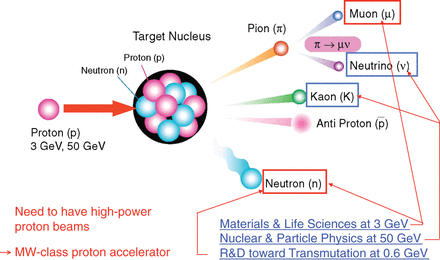 Target Nucleus
Proton (p)
Neutron (n)
Pion (π)
Muon (μ)
π → μν
Neutrino (ν)
Kaon (K)
Anti Proton (p̅)
Neutron (n)
Proton (p)
3 GeV, 50 GeV
Need to have high-power
proton beams
→ MW-class proton accelerator
Materials & Life Sciences at 3 GeV
Nuclear & Particle Physics at 50 GeV
R&D toward Transmutation at 0.6 GeV